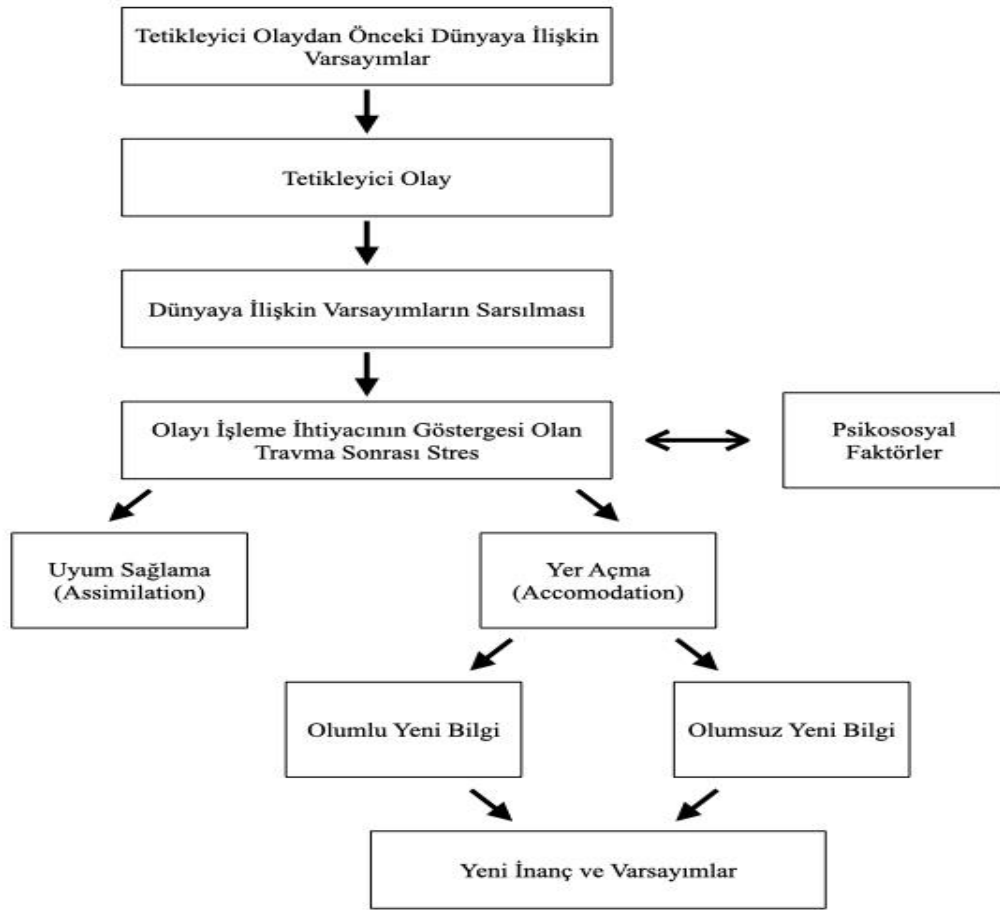 Tetikleyici Olaydan Önceki Dünyaya İlişkin
Varsayımlar
Tetikleyici Olay
Dünyaya İlişkin Varsayımların Sarsılması
Olayı İşleme İhtiyacının Göstergesi Olan
Travma Sonrası Stres
Psikososyal
Faktörler
Uyum Sağlama
(Assimilation)
Yer Açma
(Accomodation)
Olumlu Yeni Bilgi
Olumsuz Yeni Bilgi
Yeni İnanç ve Varsayımlar